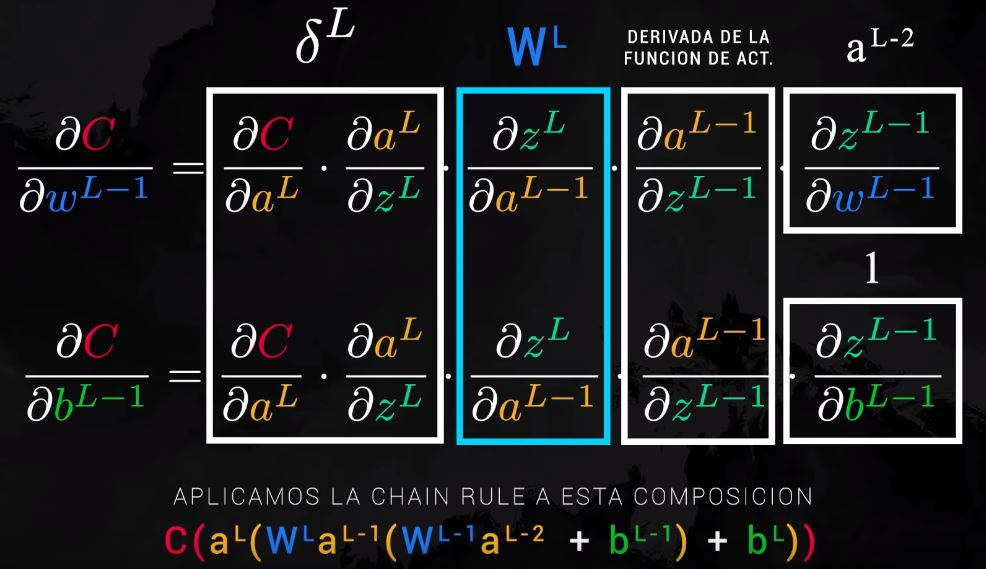 δ^L W^L DERIVADA DE LA FUNCION DE ACT. a^{L-2}
∂C/∂w^{L-1} = ∂C/∂a^L · ∂a^L/∂z^L · ∂z^L/∂a^{L-1} · ∂a^{L-1}/∂z^{L-1} · ∂z^{L-1}/∂w^{L-1}
1
∂C/∂b^{L-1} = ∂C/∂a^L · ∂a^L/∂z^L · ∂z^L/∂a^{L-1} · ∂a^{L-1}/∂z^{L-1} · ∂z^{L-1}/∂b^{L-1}
APLICAMOS LA CHAIN RULE A ESTA COMPOSICION
C(a^L(W^L a^{L-1}(W^{L-1} a^{L-2} + b^{L-1}) + b^L))